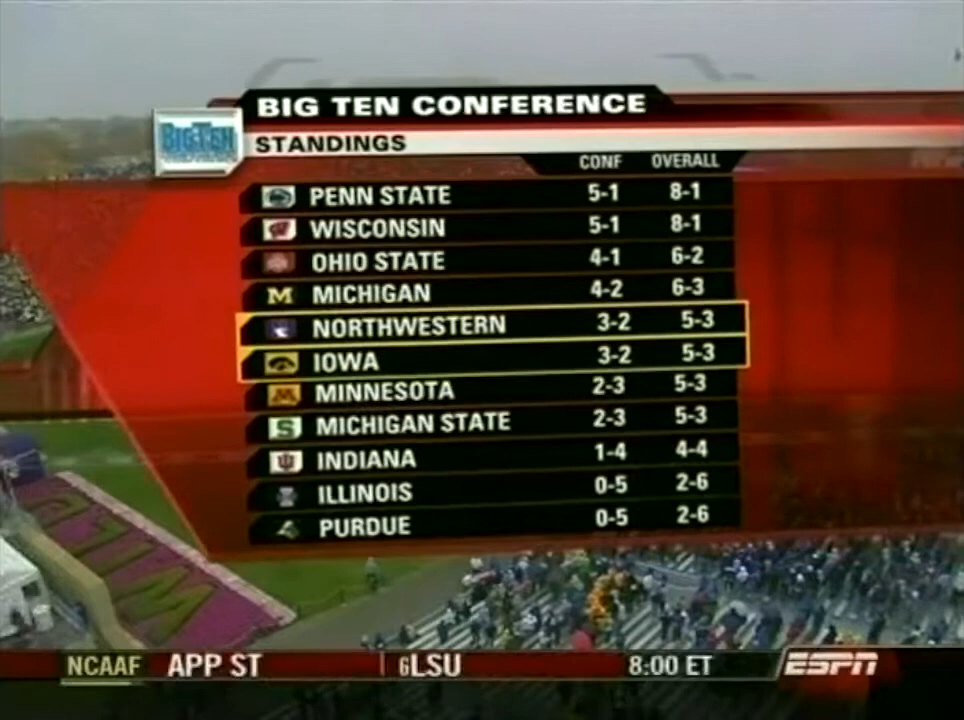 BIG TEN CONFERENCE
BIG TEN
STANDINGS
CONF OVERALL
PENN STATE 5-1 8-1
WISCONSIN 5-1 8-1
OHIO STATE 4-1 6-2
M MICHIGAN 4-2 6-3
NORTHWESTERN 3-2 5-3
IOWA 3-2 5-3
M MINNESOTA 2-3 5-3
S MICHIGAN STATE 2-3 5-3
INDIANA 1-4 4-4
ILLINOIS 0-5 2-6
PURDUE 0-5 2-6
WILDC
NCAAF APP ST 6LSU 8:00 ET ESPN